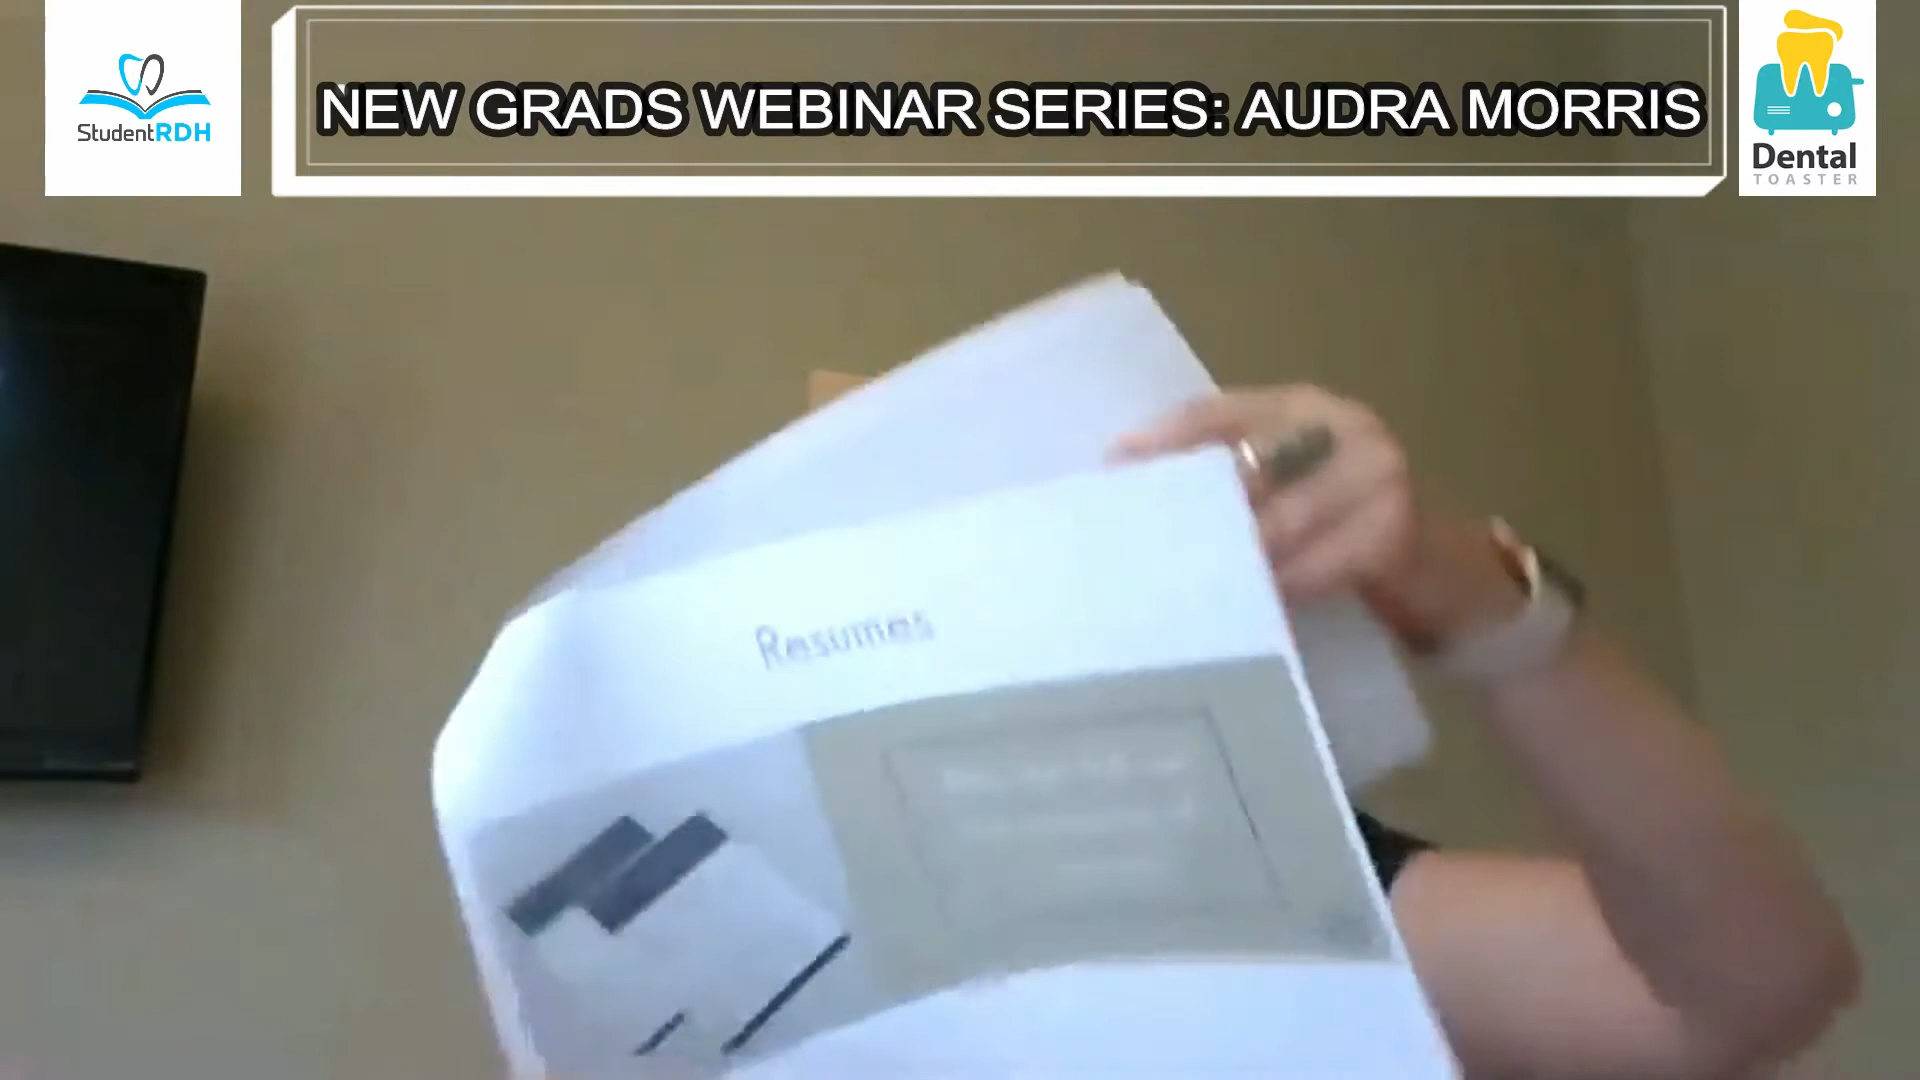 StudentRDH
NEW GRADS WEBINAR SERIES: AUDRA MORRIS
Dental
TOASTER
Resumes